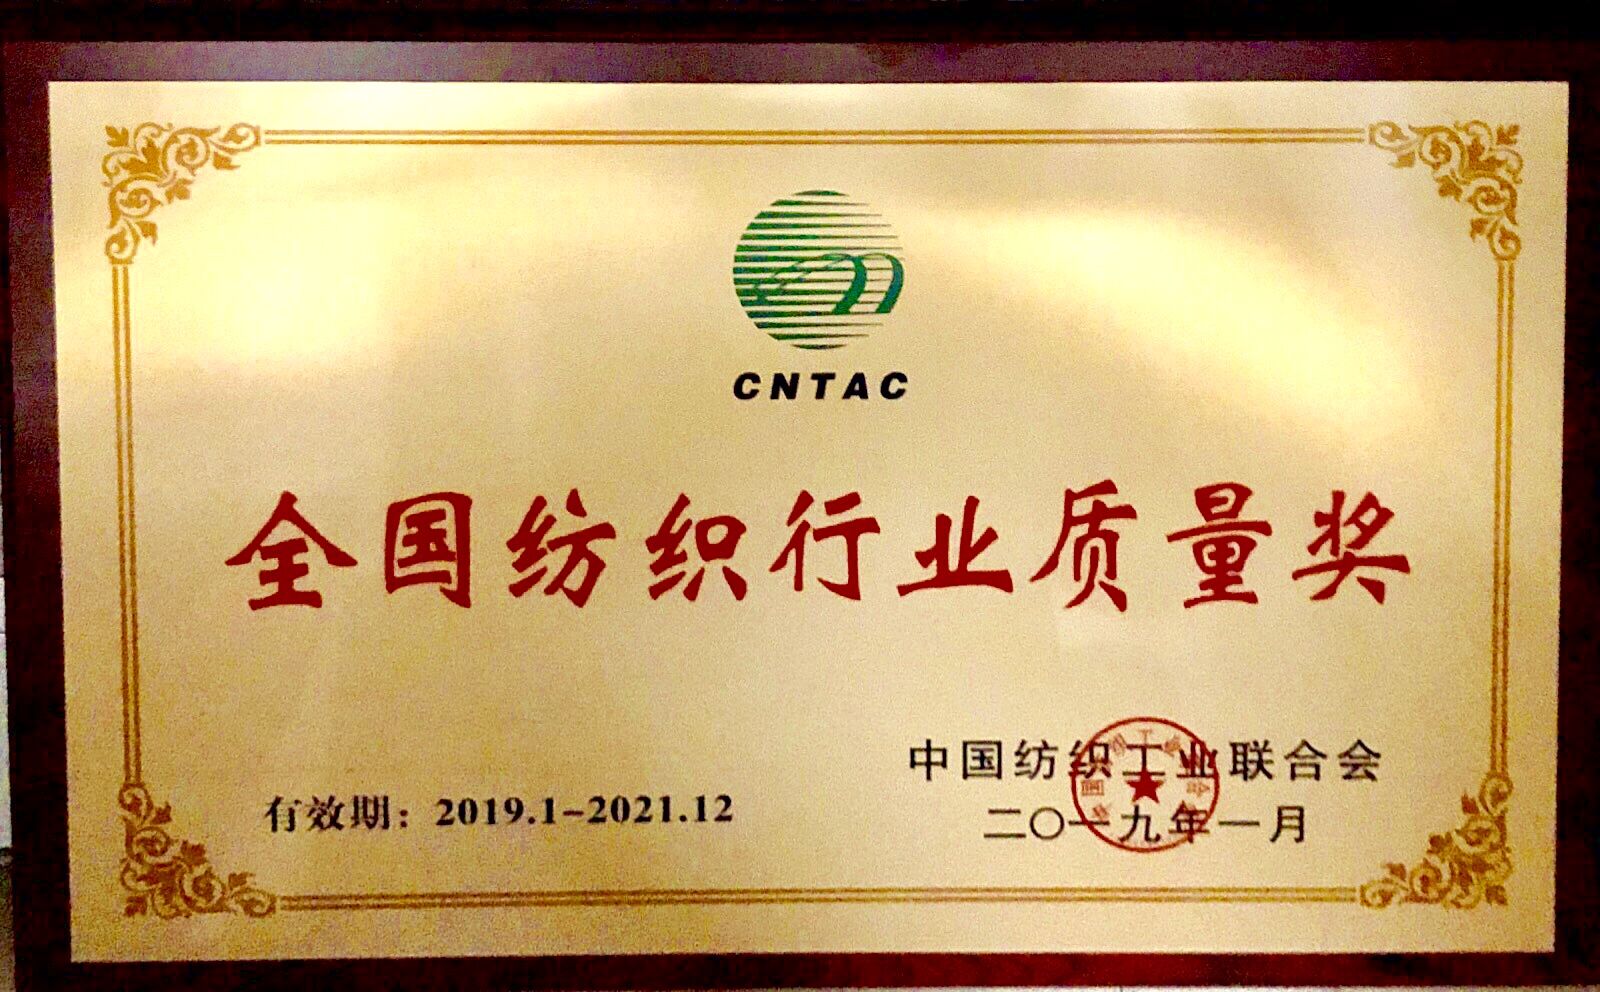 CNTAC
全国纺织行业质量奖
中国纺织工业联合会
有效期：2019.1-2021.12
二〇一九年一月